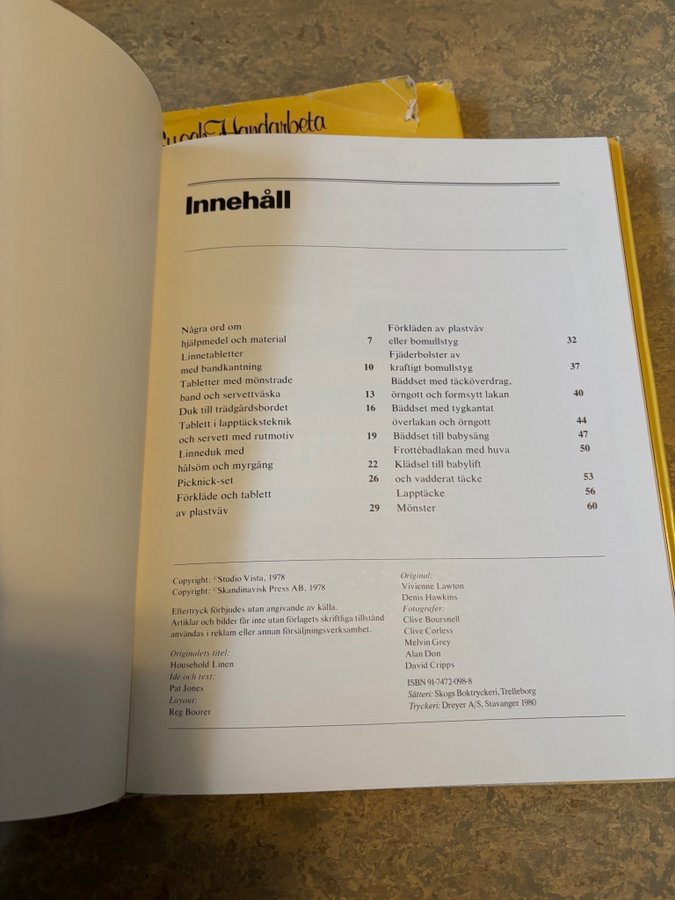 Handarbeta
Innehåll
Några ord om
hjälpmedel och material 7
Linnetabletter
med bandkantning 10
Tabletter med mönstrade
band och servettväska 13
Duk till trädgårdsbordet 16
Tablett i lapptäcksteknik
och servett med rutmotiv 19
Linneduk med
hålsöm och myrgång 22
Picknick-set 26
Förkläde och tablett
av plastväv 29
Förkläden av plastväv
eller bomullstyg 32
Fjäderbolster av
kraftigt bomullstyg 37
Bäddset med täcköverdrag,
örngott och formsytt lakan 40
Bäddset med tygkantat
överlakan och örngott 44
Bäddset till babysäng 47
Frottébadlakan med huva 50
Klädsel till babylift
och vadderat täcke 53
Lapptäcke 56
Mönster 60
Copyright: ©Studio Vista, 1978
Copyright: ©Skandinavisk Press AB, 1978
Eftertryck förbjudes utan angivande av källa.
Artiklar och bilder får inte utan förlagets skriftliga tillstånd
användas i reklam eller annan försäljningsverksamhet.
Originalets titel:
Household Linen
Idé och text:
Pat Jones
Layout:
Reg Boorer
Original:
Vivienne Lawton
Denis Hawkins
Fotografer:
Clive Boursnell
Clive Corless
Melvin Grey
Alan Don
David Cripps
ISBN 91-7472-098-8
Sätteri: Skogs Boktryckeri, Trelleborg
Tryckeri: Dreyer A/S, Stavanger 1980